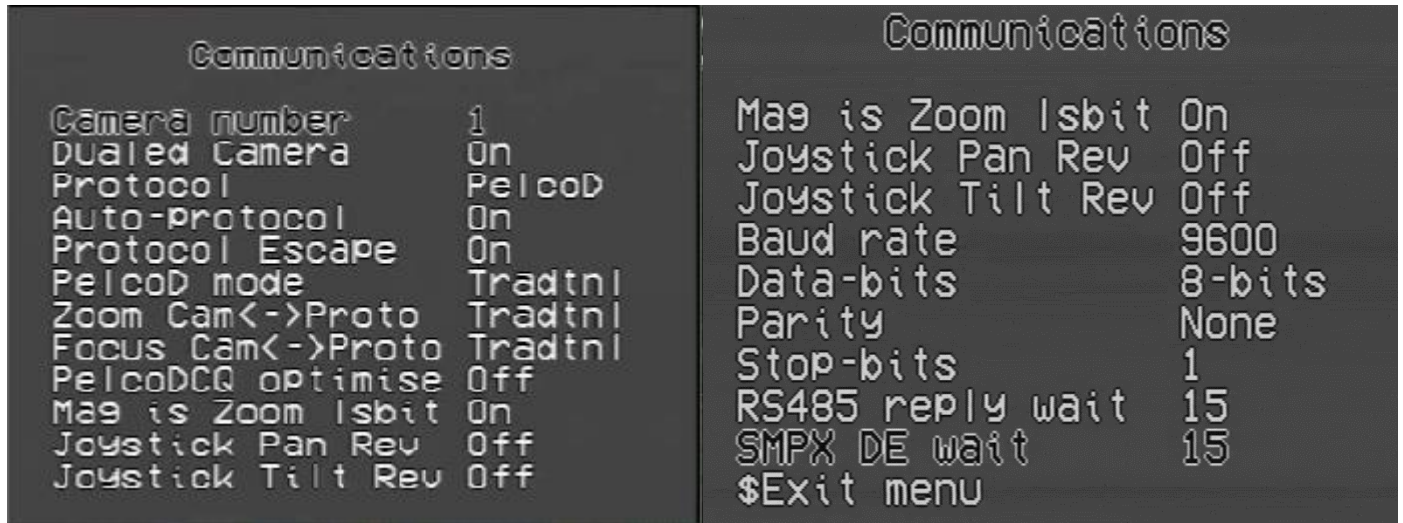 Communications
Camera number 1
Dualed Camera On
Protocol PelcoD
Auto-protocol On
Protocol Escape On
PelcoD mode Tradtnl
Zoom Cam<->Proto Tradtnl
Focus Cam<->Proto Tradtnl
PelcoDCQ optimise Off
Mag is Zoom lsbit On
Joystick Pan Rev Off
Joystick Tilt Rev Off
Communications
Mag is Zoom lsbit On
Joystick Pan Rev Off
Joystick Tilt Rev Off
Baud rate 9600
Data-bits 8-bits
Parity None
Stop-bits 1
RS485 reply wait 15
SMPX DE wait 15
$Exit menu